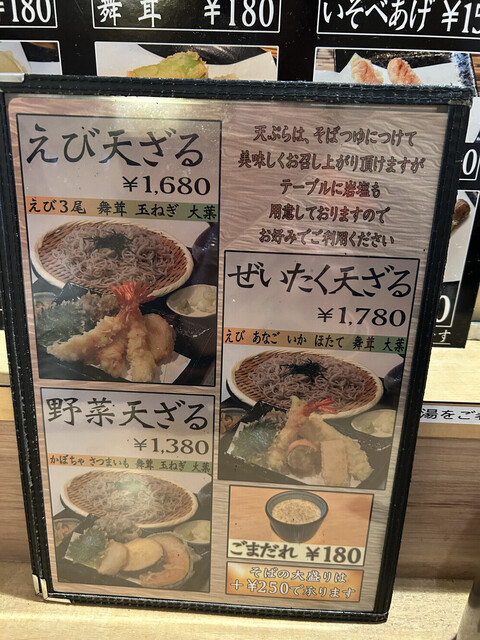 ¥180
舞茸 ¥180
いそべあげ ¥15
えび天ざる
¥1,680
えび3尾 舞茸 玉ねぎ 大葉
天ぷらは、そばつゆにつけて
美味しくお召し上がり頂けますが
テーブルに岩塩も
用意しておりますので
お好みでご利用ください
ぜいたく天ざる
¥1,780
えび あなご いか ほたて 舞茸 大葉
野菜天ざる
¥1,380
かぼちゃ さつまいも 舞茸 玉ねぎ 大葉
ごまだれ ¥180
そばの大盛りは
+¥250で承ります
湯をご